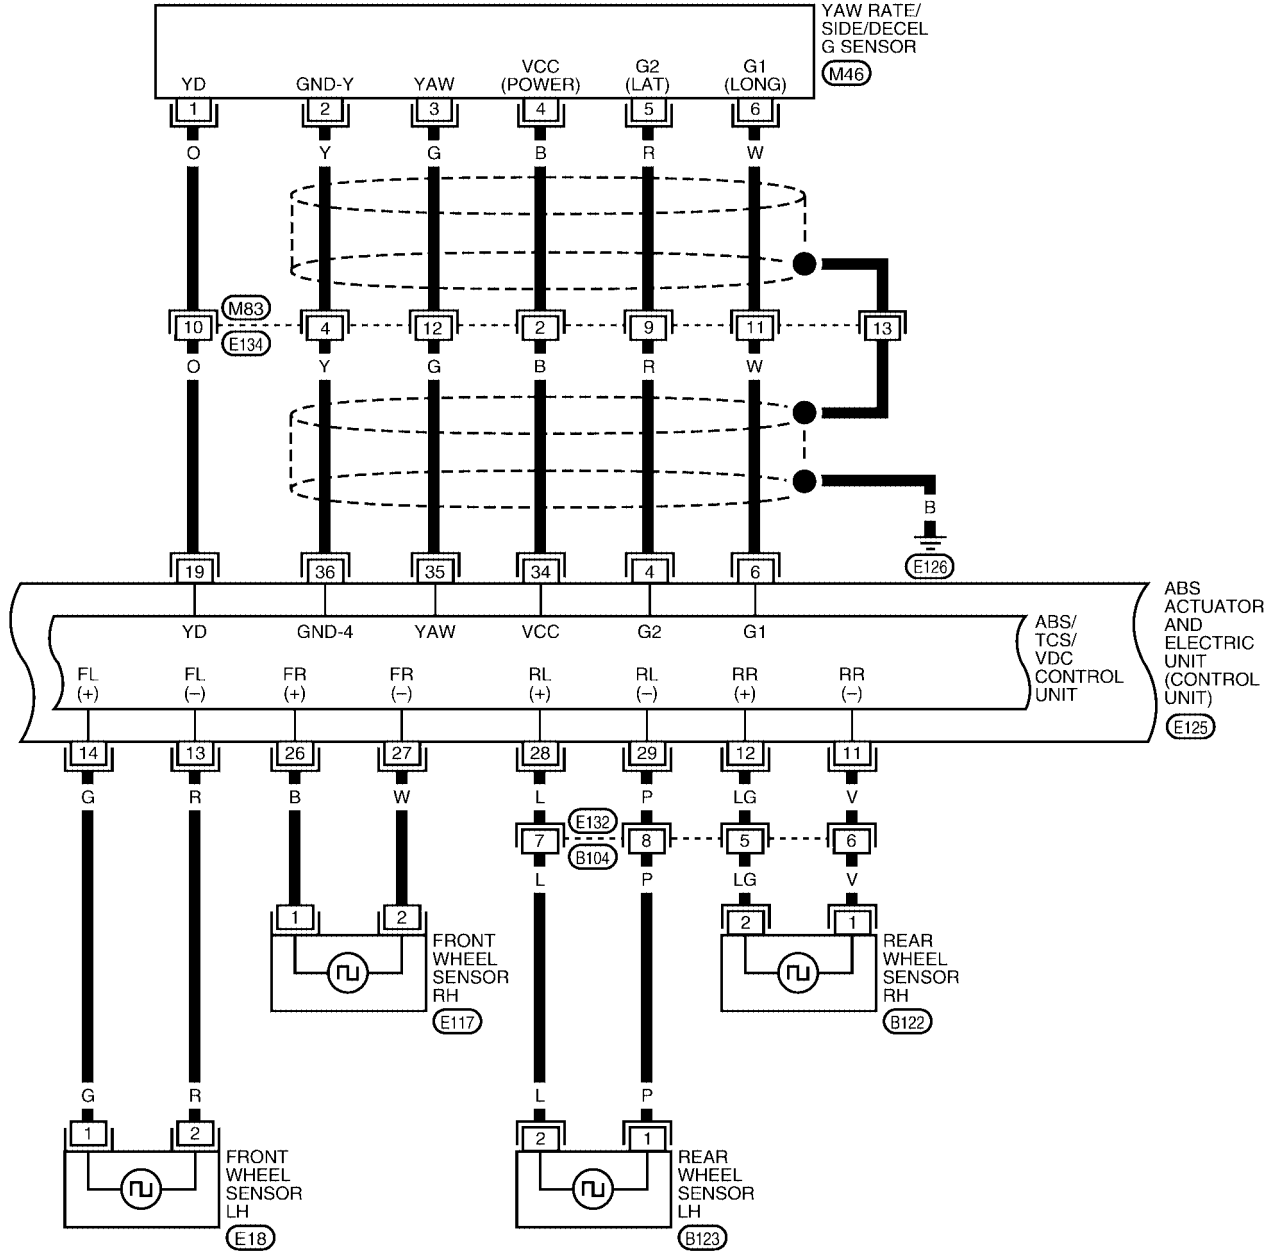 YAW RATE/
SIDE/DECEL
G SENSOR
M46
YD
GND-Y
YAW
VCC
(POWER)
G2
(LAT)
G1
(LONG)
1 2 3 4 5 6
O Y G B R W
M83
10 4 12 2 9 11 13
E134
O Y G B R W
B
E126
19 36 35 34 4 6
ABS
ACTUATOR
AND
ELECTRIC
UNIT
(CONTROL
UNIT)
E125
ABS/
TCS/
VDC
CONTROL
UNIT
YD GND-4 YAW VCC G2 G1
FL FL FR FR RL RL RR RR
(+) (–) (+) (–) (+) (–) (+) (–)
14 13 26 27 28 29 12 11
G R B W L P LG V
E132
7 8 5 6
B104
L P LG V
1 2
FRONT
WHEEL
SENSOR
RH
E117
2 1
REAR
WHEEL
SENSOR
RH
B122
G R L P
1 2
FRONT
WHEEL
SENSOR
LH
E18
2 1
REAR
WHEEL
SENSOR
LH
B123